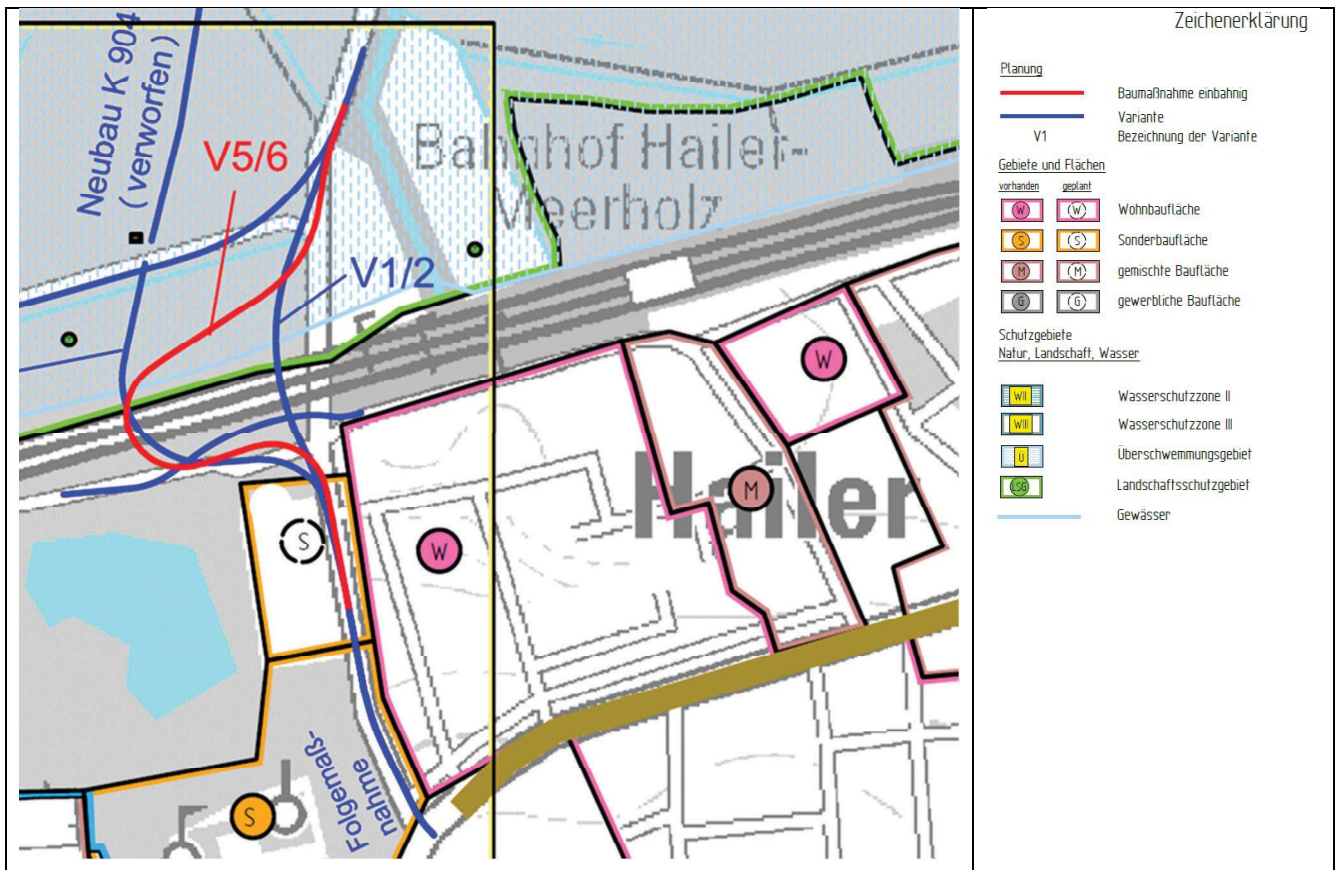 Neubau K 904
( verworfen )
V5/6
V1/2
Bahnhof Hailer-
Meerholz
W
W
M
Hailer
S
S
Folgemaß-
nahme
Zeichenerklärung
Planung
Baumaßnahme einbahnig
Variante
V1 Bezeichnung der Variante
Gebiete und Flächen
vorhanden geplant
W W Wohnbaufläche
S S Sonderbaufläche
M M gemischte Baufläche
G G gewerbliche Baufläche
Schutzgebiete
Natur, Landschaft, Wasser
WII Wasserschutzzone II
WIII Wasserschutzzone III
Ü Überschwemmungsgebiet
LSG Landschaftsschutzgebiet
Gewässer